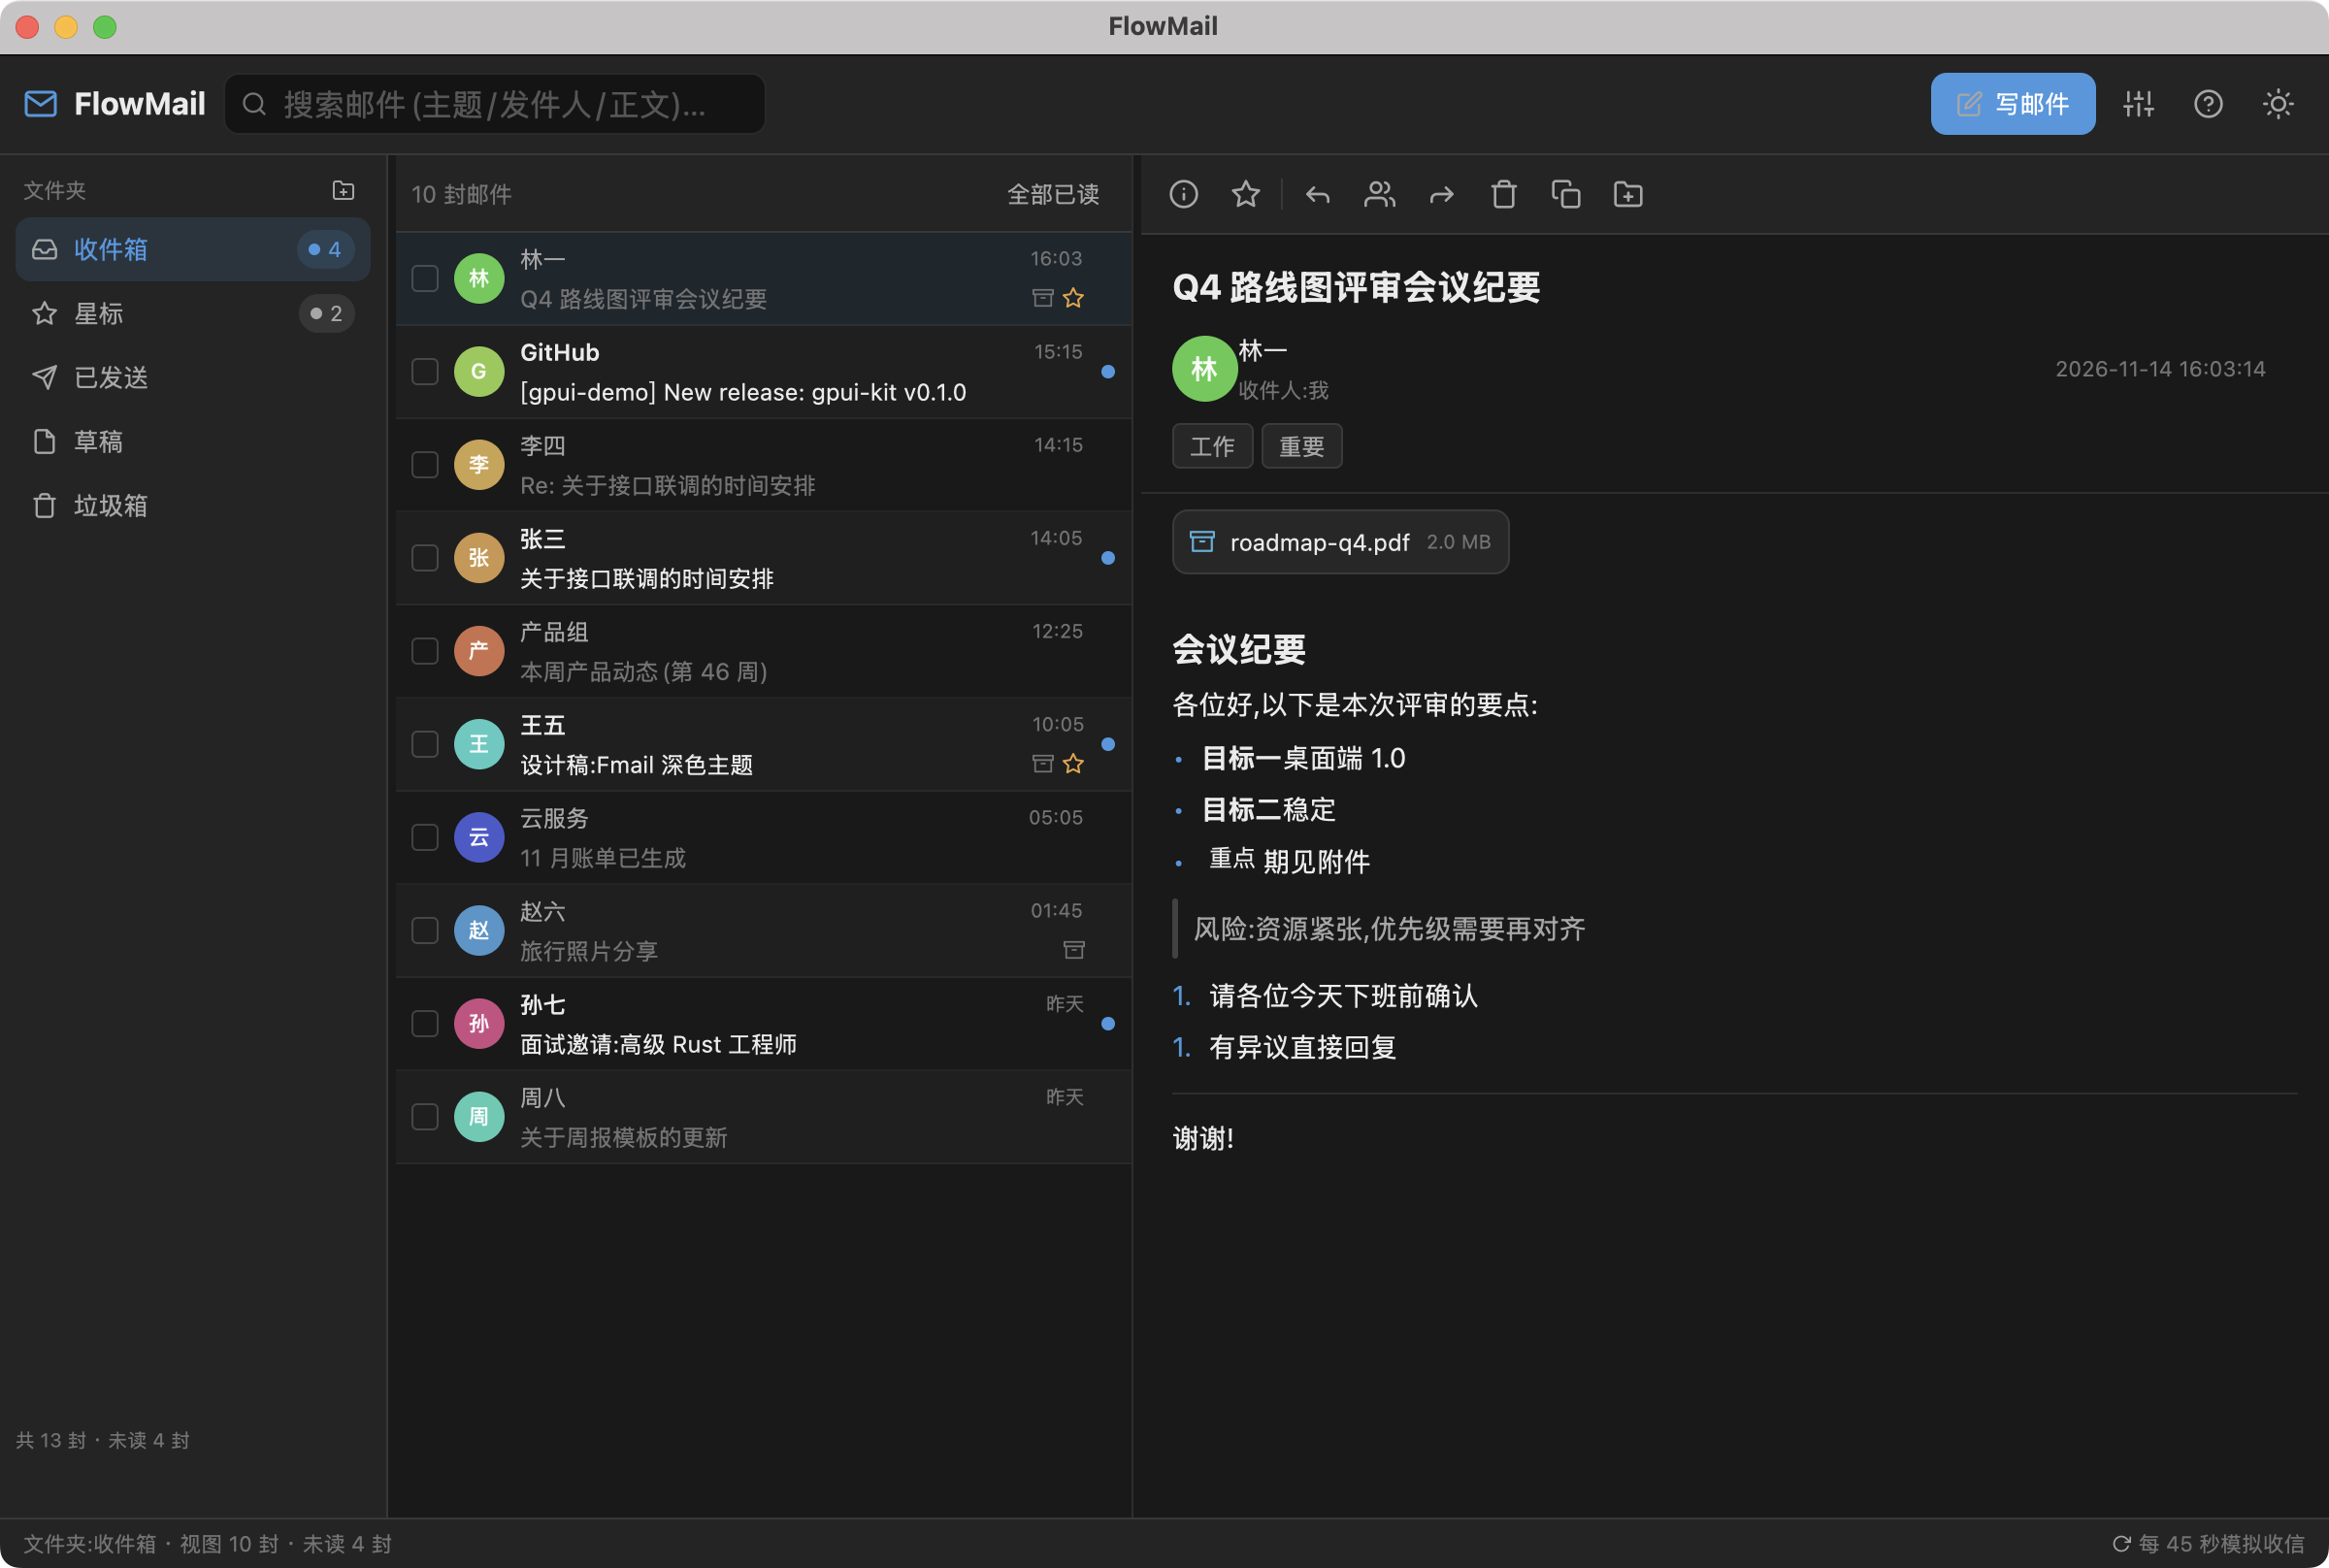 FlowMail
FlowMail
搜索邮件(主题/发件人/正文)...
写邮件
文件夹
收件箱
4
星标
2
已发送
草稿
垃圾箱
共 13 封 · 未读 4 封
10 封邮件
全部已读
林
林一
16:03
Q4 路线图评审会议纪要
G
GitHub
15:15
[gpui-demo] New release: gpui-kit v0.1.0
李
李四
14:15
Re: 关于接口联调的时间安排
张
张三
14:05
关于接口联调的时间安排
产
产品组
12:25
本周产品动态(第 46 周)
王
王五
10:05
设计稿:Fmail 深色主题
云
云服务
05:05
11 月账单已生成
赵
赵六
01:45
旅行照片分享
孙
孙七
昨天
面试邀请:高级 Rust 工程师
周
周八
昨天
关于周报模板的更新
Q4 路线图评审会议纪要
林
林一
收件人:我
2026-11-14 16:03:14
工作
重要
roadmap-q4.pdf 2.0 MB
会议纪要
各位好,以下是本次评审的要点:
• 目标一桌面端 1.0
• 目标二稳定
• 重点 期见附件
风险:资源紧张,优先级需要再对齐
1. 请各位今天下班前确认
1. 有异议直接回复
谢谢!
文件夹:收件箱 · 视图 10 封 · 未读 4 封
每 45 秒模拟收信